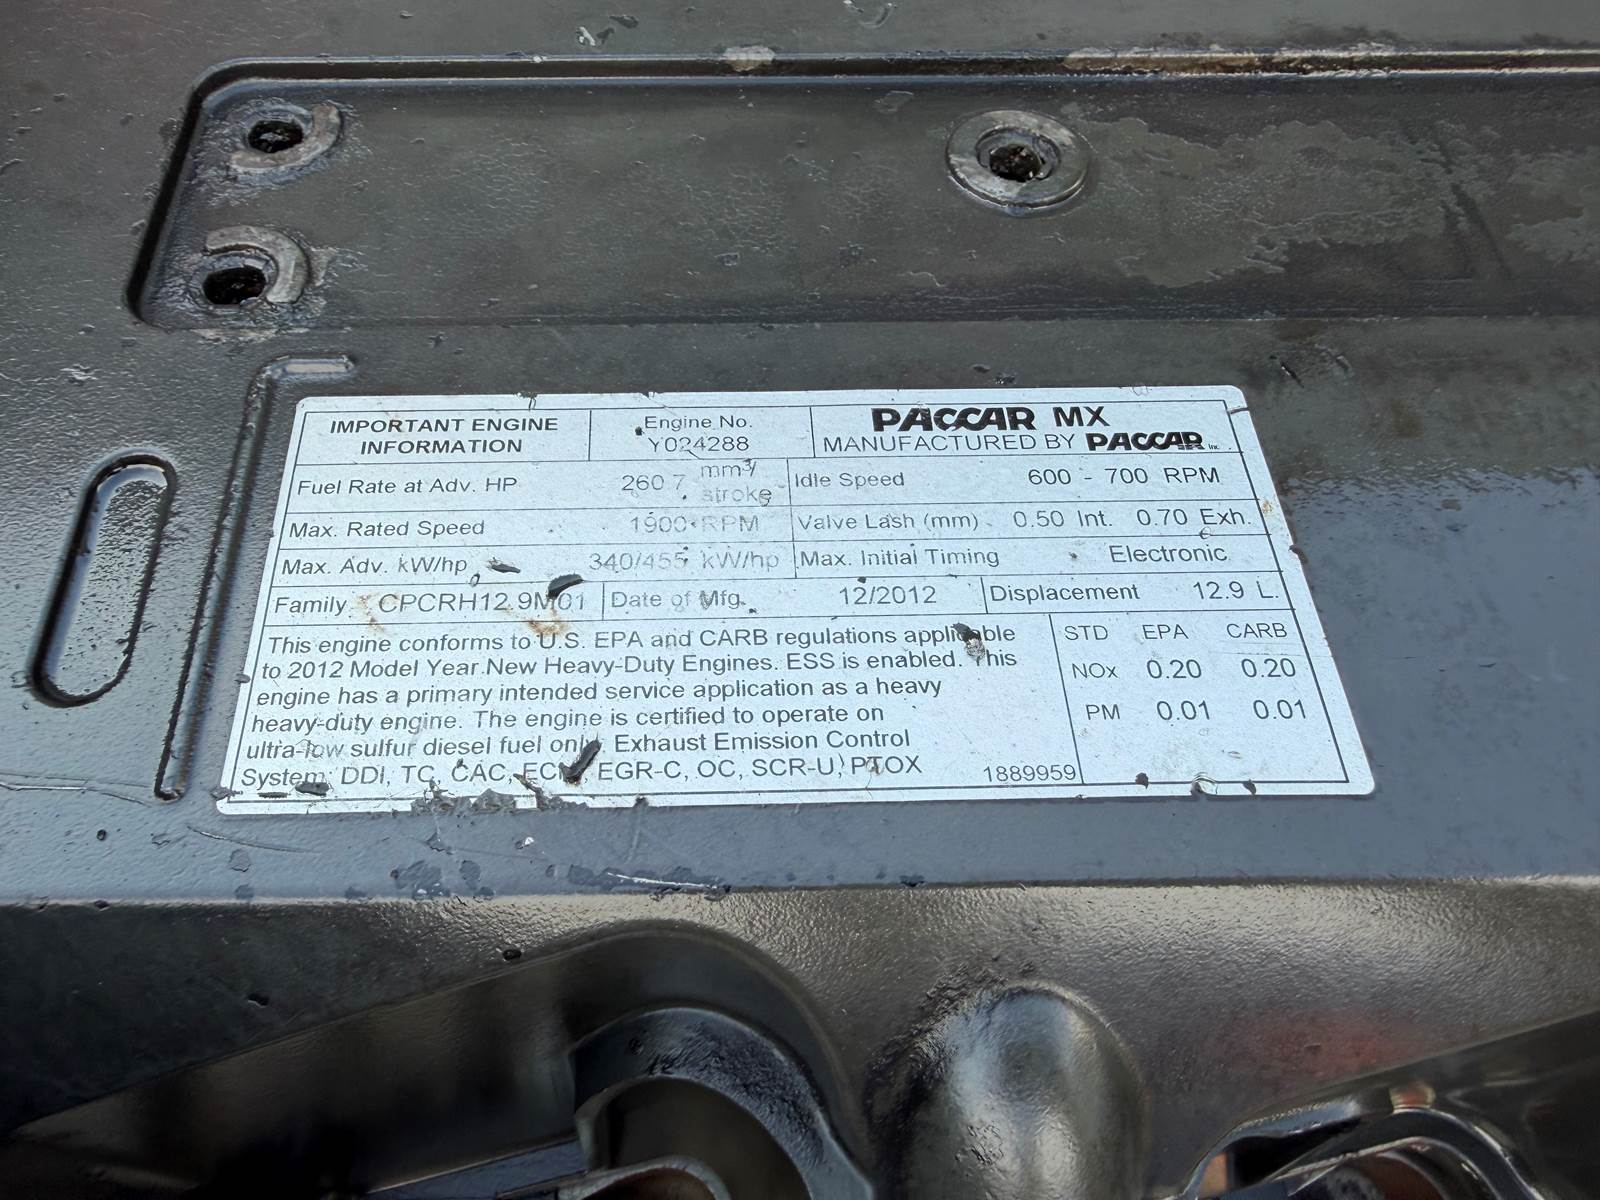 IMPORTANT ENGINE INFORMATION
Engine No. Y024288
PACCAR MX
MANUFACTURED BY PACCAR Inc.
Fuel Rate at Adv. HP 260.7 mm³/stroke
Idle Speed 600 - 700 RPM
Max. Rated Speed 1900 RPM
Valve Lash (mm) 0.50 Int. 0.70 Exh.
Max. Adv. kW/hp 340/455 kW/hp
Max. Initial Timing Electronic
Family CPCRH12.9M01
Date of Mfg. 12/2012
Displacement 12.9 L.
This engine conforms to U.S. EPA and CARB regulations applicable
to 2012 Model Year New Heavy-Duty Engines. ESS is enabled. This
engine has a primary intended service application as a heavy
heavy-duty engine. The engine is certified to operate on
ultra-low sulfur diesel fuel only. Exhaust Emission Control
System: DDI, TC, CAC, ECM, EGR-C, OC, SCR-U, PTOX
1889959
STD EPA CARB
NOx 0.20 0.20
PM 0.01 0.01